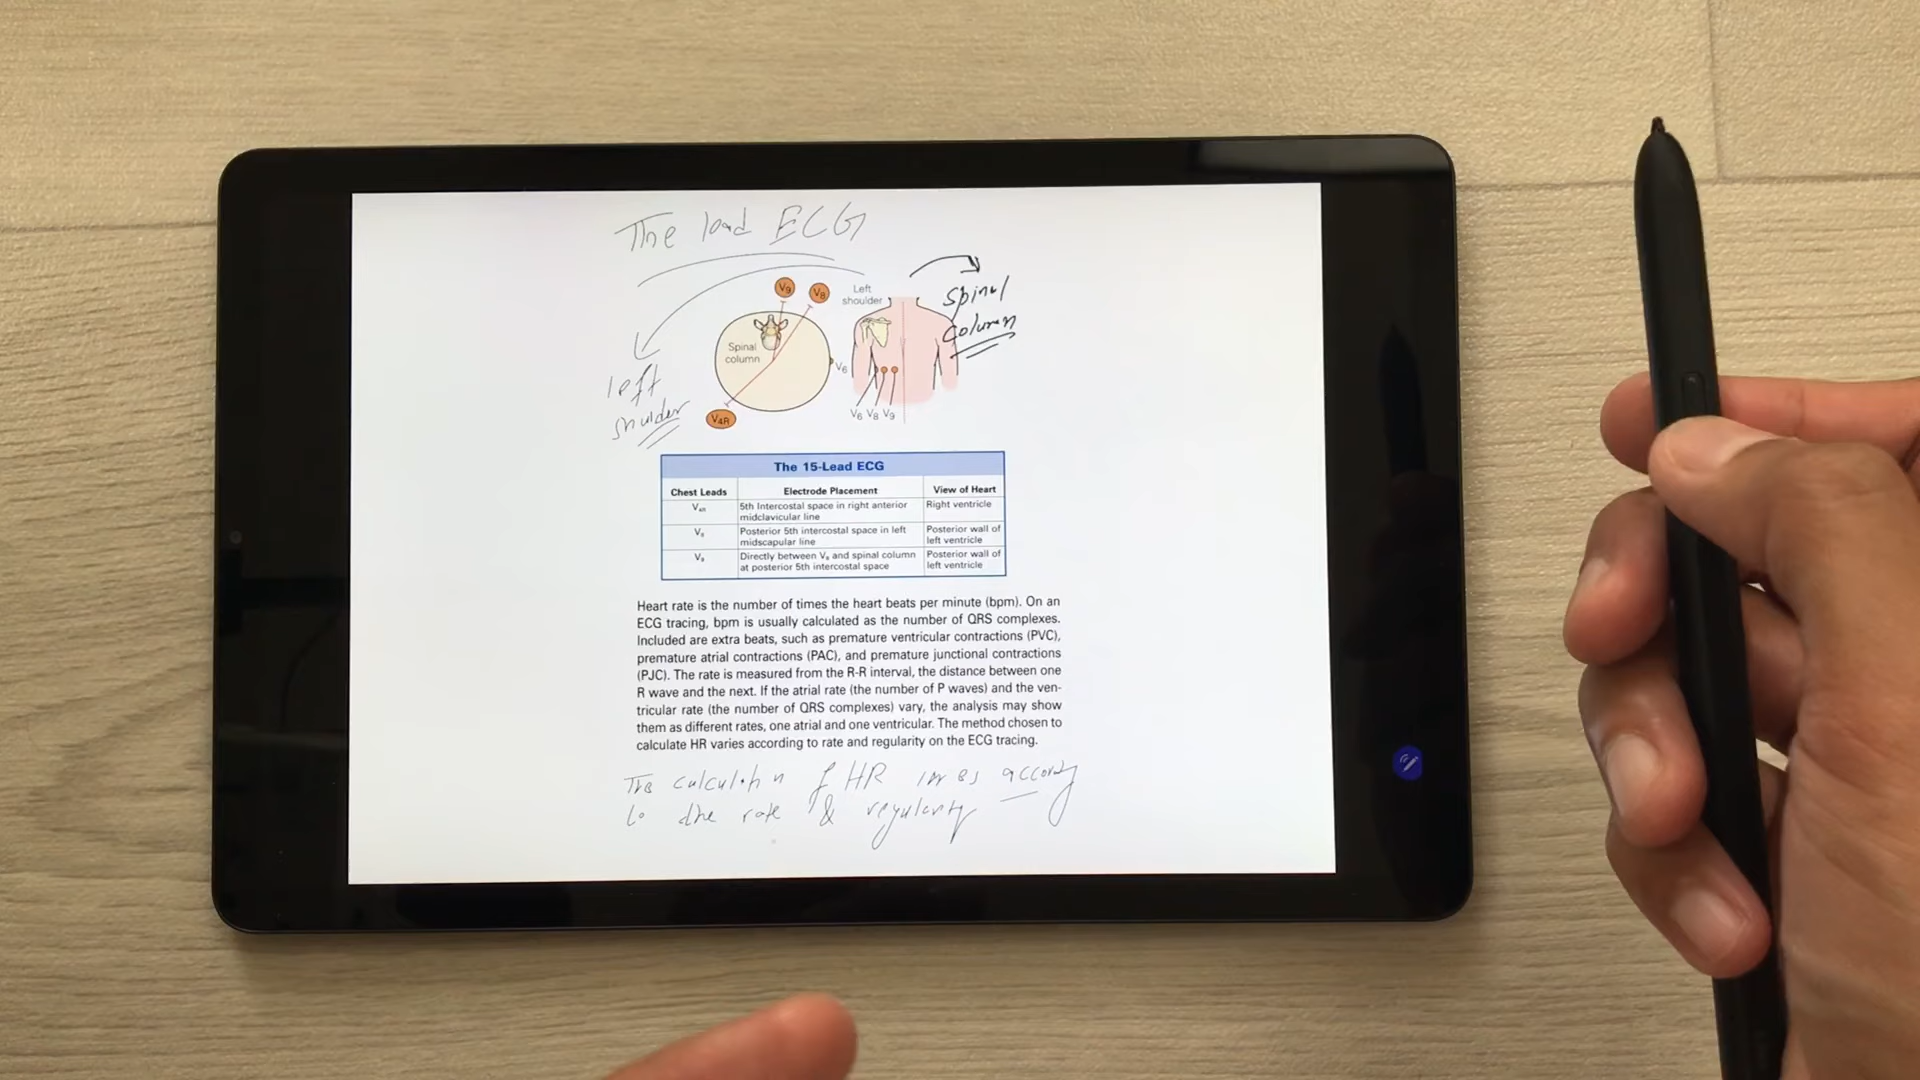 The lead ECG
V9
V8
Left
shoulder
Spinal
column
Spinal
column
V6
left
shulder
V4R
V6 V8 V9
The 15-Lead ECG
Chest Leads Electrode Placement View of Heart
V4R 5th Intercostal space in right anterior Right ventricle
midclavicular line
V8 Posterior 5th intercostal space in left Posterior wall of
midscapular line left ventricle
V9 Directly between V8 and spinal column Posterior wall of
at posterior 5th intercostal space left ventricle
Heart rate is the number of times the heart beats per minute (bpm). On an
ECG tracing, bpm is usually calculated as the number of QRS complexes.
Included are extra beats, such as premature ventricular contractions (PVC),
premature atrial contractions (PAC), and premature junctional contractions
(PJC). The rate is measured from the R-R interval, the distance between one
R wave and the next. If the atrial rate (the number of P waves) and the ven-
tricular rate (the number of QRS complexes) vary, the analysis may show
them as different rates, one atrial and one ventricular. The method chosen to
calculate HR varies according to rate and regularity on the ECG tracing.
The HR
to the rate & regularity